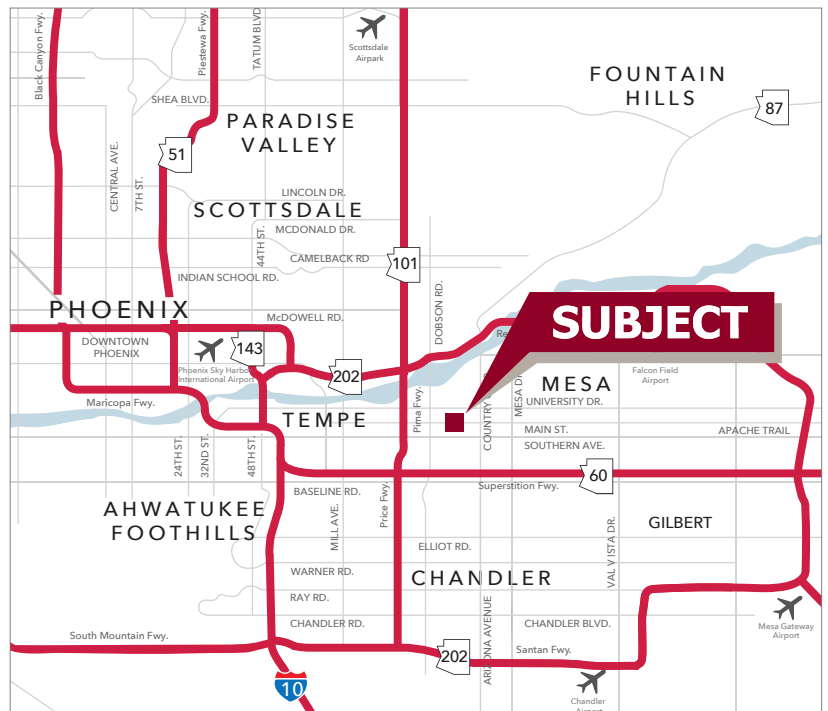 Black Canyon Fwy.
Piestewa Fwy.
TATUM BLVD
Scottsdale
Airpark
FOUNTAIN
HILLS
87
SHEA BLVD.
PARADISE
VALLEY
51
CENTRAL AVE.
7TH ST.
LINCOLN DR.
SCOTTSDALE
MCDONALD DR.
44TH ST.
CAMELBACK RD
101
INDIAN SCHOOL RD.
DOBSON RD.
PHOENIX
McDOWELL RD.
SUBJECT
DOWNTOWN
PHOENIX
143
Re
Phoenix Sky Harbor
International Airport
202
Falcon Field
Airport
MESA
Maricopa Fwy.
Pima Fwy.
COUNTRY
MESA DR
UNIVERSITY DR.
TEMPE
MAIN ST.
APACHE TRAIL
24TH ST.
32ND ST.
48TH ST.
SOUTHERN AVE.
60
BASELINE RD.
Superstition Fwy.
AHWATUKEE
FOOTHILLS
MILL AVE.
Price Fwy.
GILBERT
ELLIOT RD.
VAL VISTA DR.
WARNER RD.
CHANDLER
RAY RD.
CHANDLER RD.
ARIZONA AVENUE
CHANDLER BLVD.
Mesa Gateway
Airport
South Mountain Fwy.
202
Santan Fwy.
10
Chandler
Airport